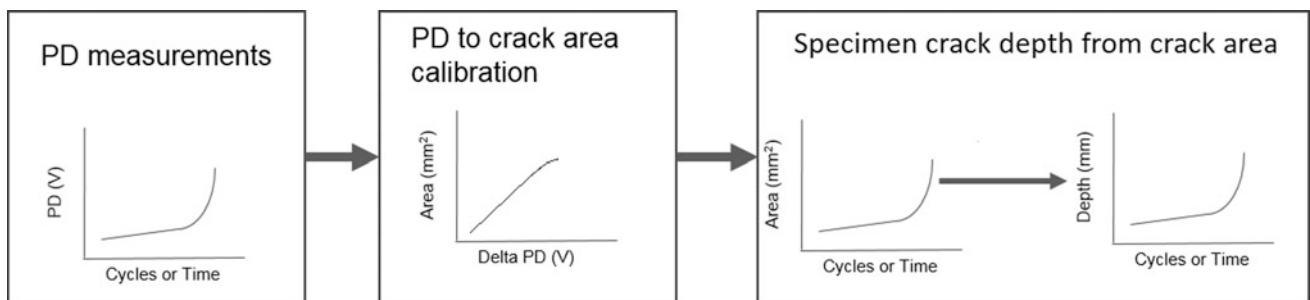 PD measurements
PD (V)
Cycles or Time
PD to crack area
calibration
Area (mm²)
Delta PD (V)
Specimen crack depth from crack area
Area (mm²)
Cycles or Time
Depth (mm)
Cycles or Time